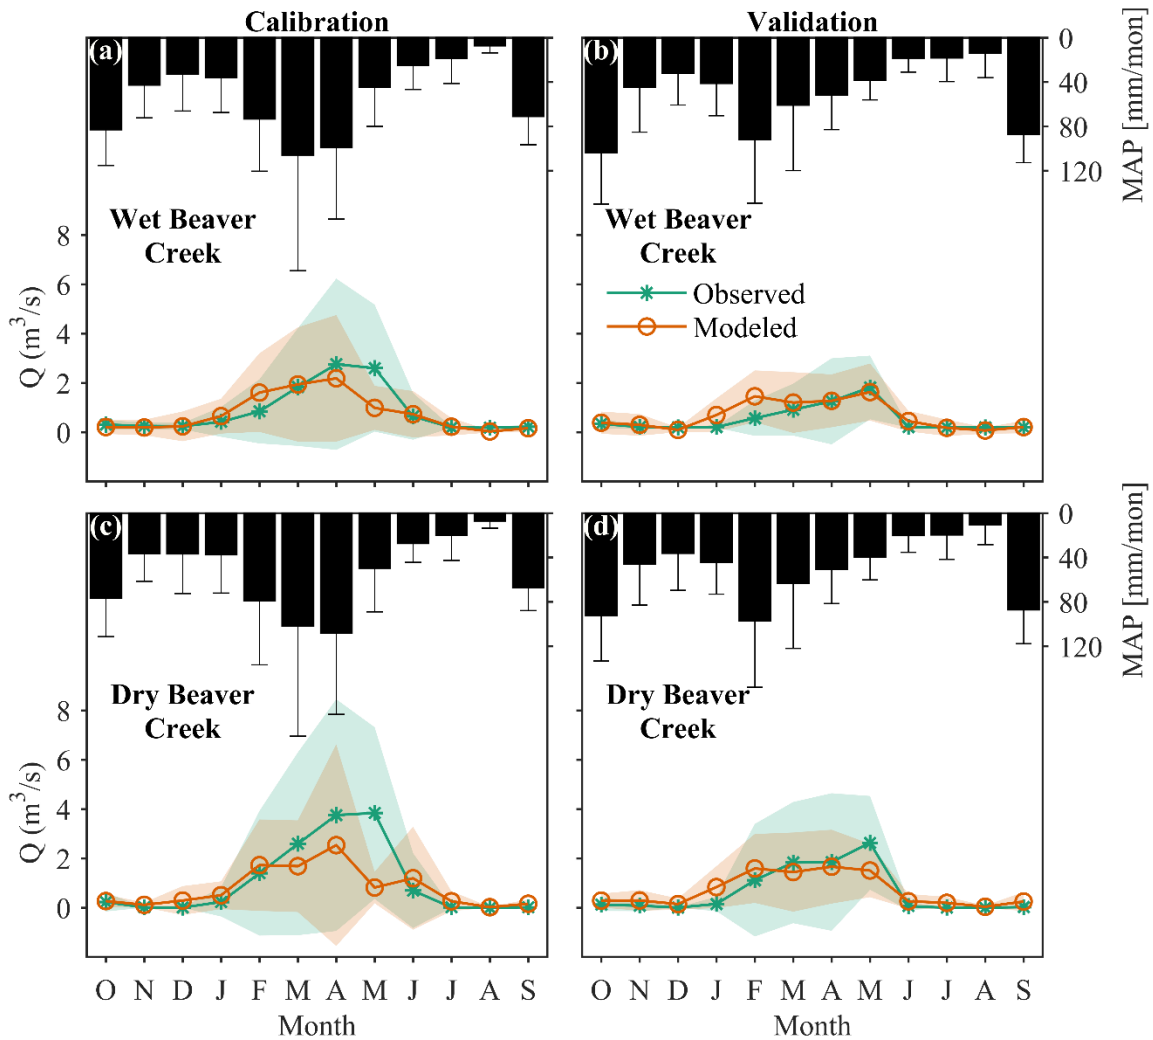 Calibration
Validation
(a)
(b)
0
40
80
120
MAP [mm/mon]
Wet Beaver
Creek
Wet Beaver
Creek
Observed
Modeled
8
6
4
2
0
Q (m³/s)
(c)
(d)
0
40
80
120
MAP [mm/mon]
Dry Beaver
Creek
Dry Beaver
Creek
8
6
4
2
0
Q (m³/s)
O N D J F M A M J J A S
O N D J F M A M J J A S
Month
Month